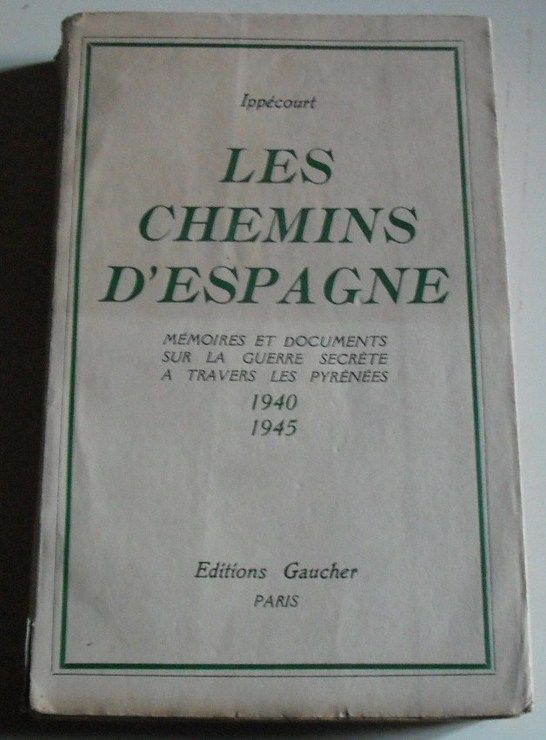 Ippécourt
LES
CHEMINS
D'ESPAGNE
MÉMOIRES ET DOCUMENTS
SUR LA GUERRE SECRÈTE
A TRAVERS LES PYRÉNÉES
1940
1945
Editions Gaucher
PARIS